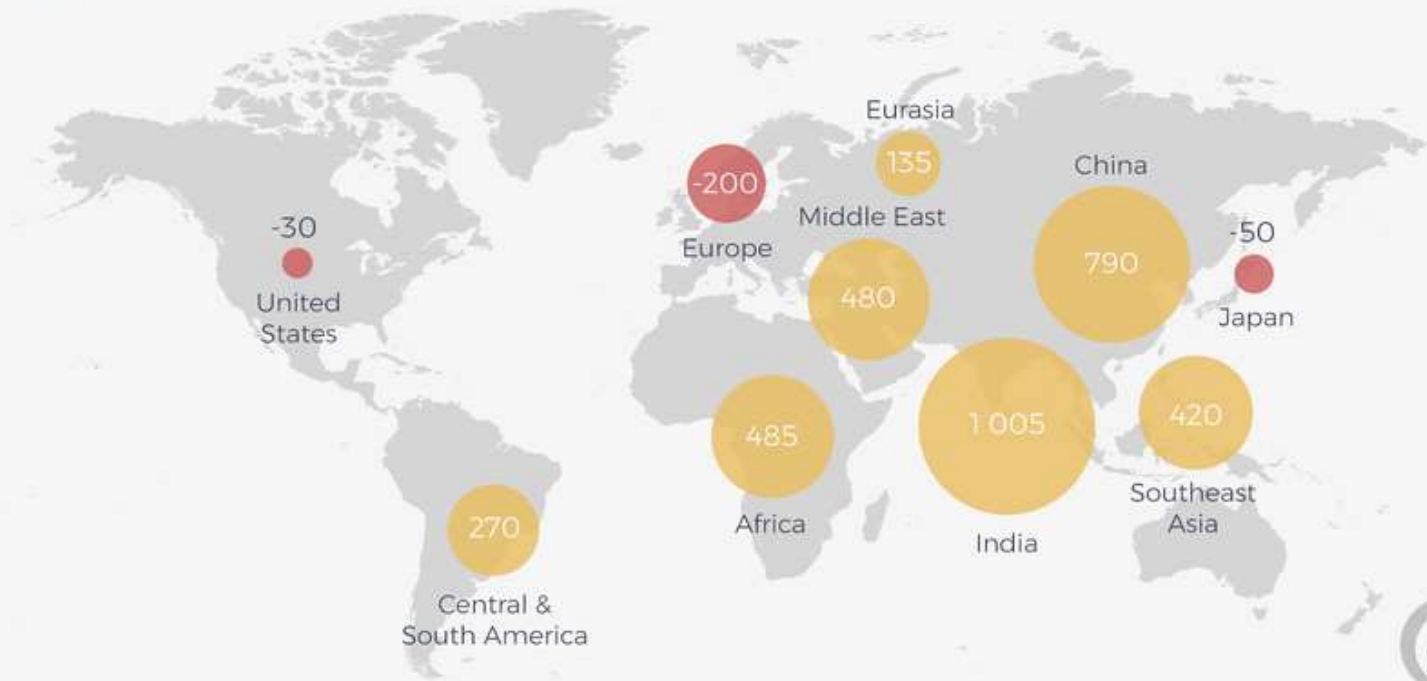 Eurasia
135
China
-200
Middle East
-30
-50
Europe
790
480
United
States
Japan
1 005
420
485
Southeast
Asia
270
Africa
India
Central &
South America